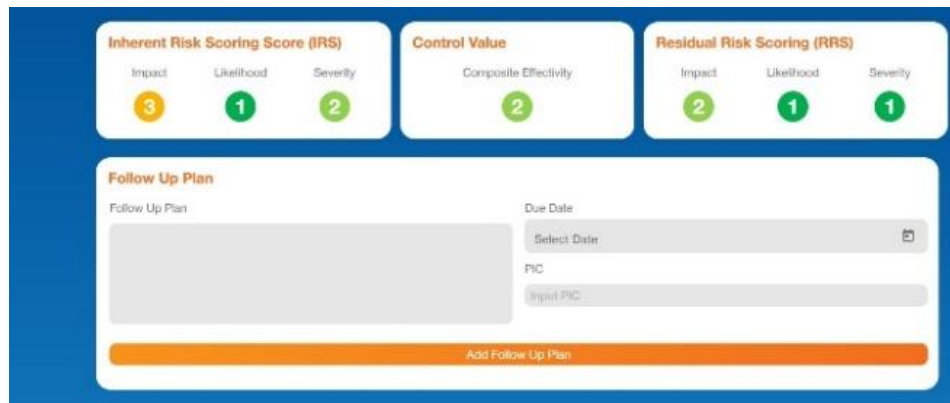 Inherent Risk Scoring Score (IRS)
Impact Likelihood Severity
3 1 2
Control Value
Composite Effectivity
2
Residual Risk Scoring (RRS)
Impact Likelihood Severity
2 1 1
Follow Up Plan
Follow Up Plan
Due Date
Select Date
PIC
Input PIC
Add Follow Up Plan